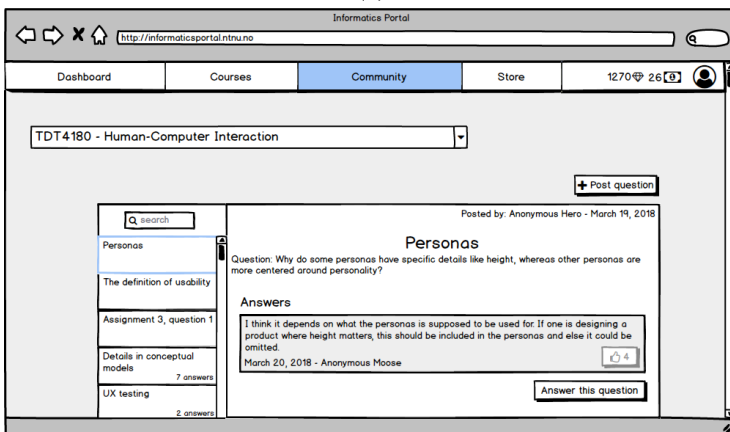 Informatics Portal
http://informaticsportal.ntnu.no
Dashboard
Courses
Community
Store
1270 26
TDT4180 - Human-Computer Interaction
+ Post question
search
Personas
The definition of usability
Assignment 3, question 1
Details in conceptual
models
7 answers
UX testing
2 answers
Posted by: Anonymous Hero - March 19, 2018
Personas
Question: Why do some personas have specific details like height, whereas other personas are
more centered around personality?
Answers
I think it depends on what the personas is supposed to be used for. If one is designing a
product where height matters, this should be included in the personas and else it could be
omitted.
March 20, 2018 - Anonymous Moose
4
Answer this question